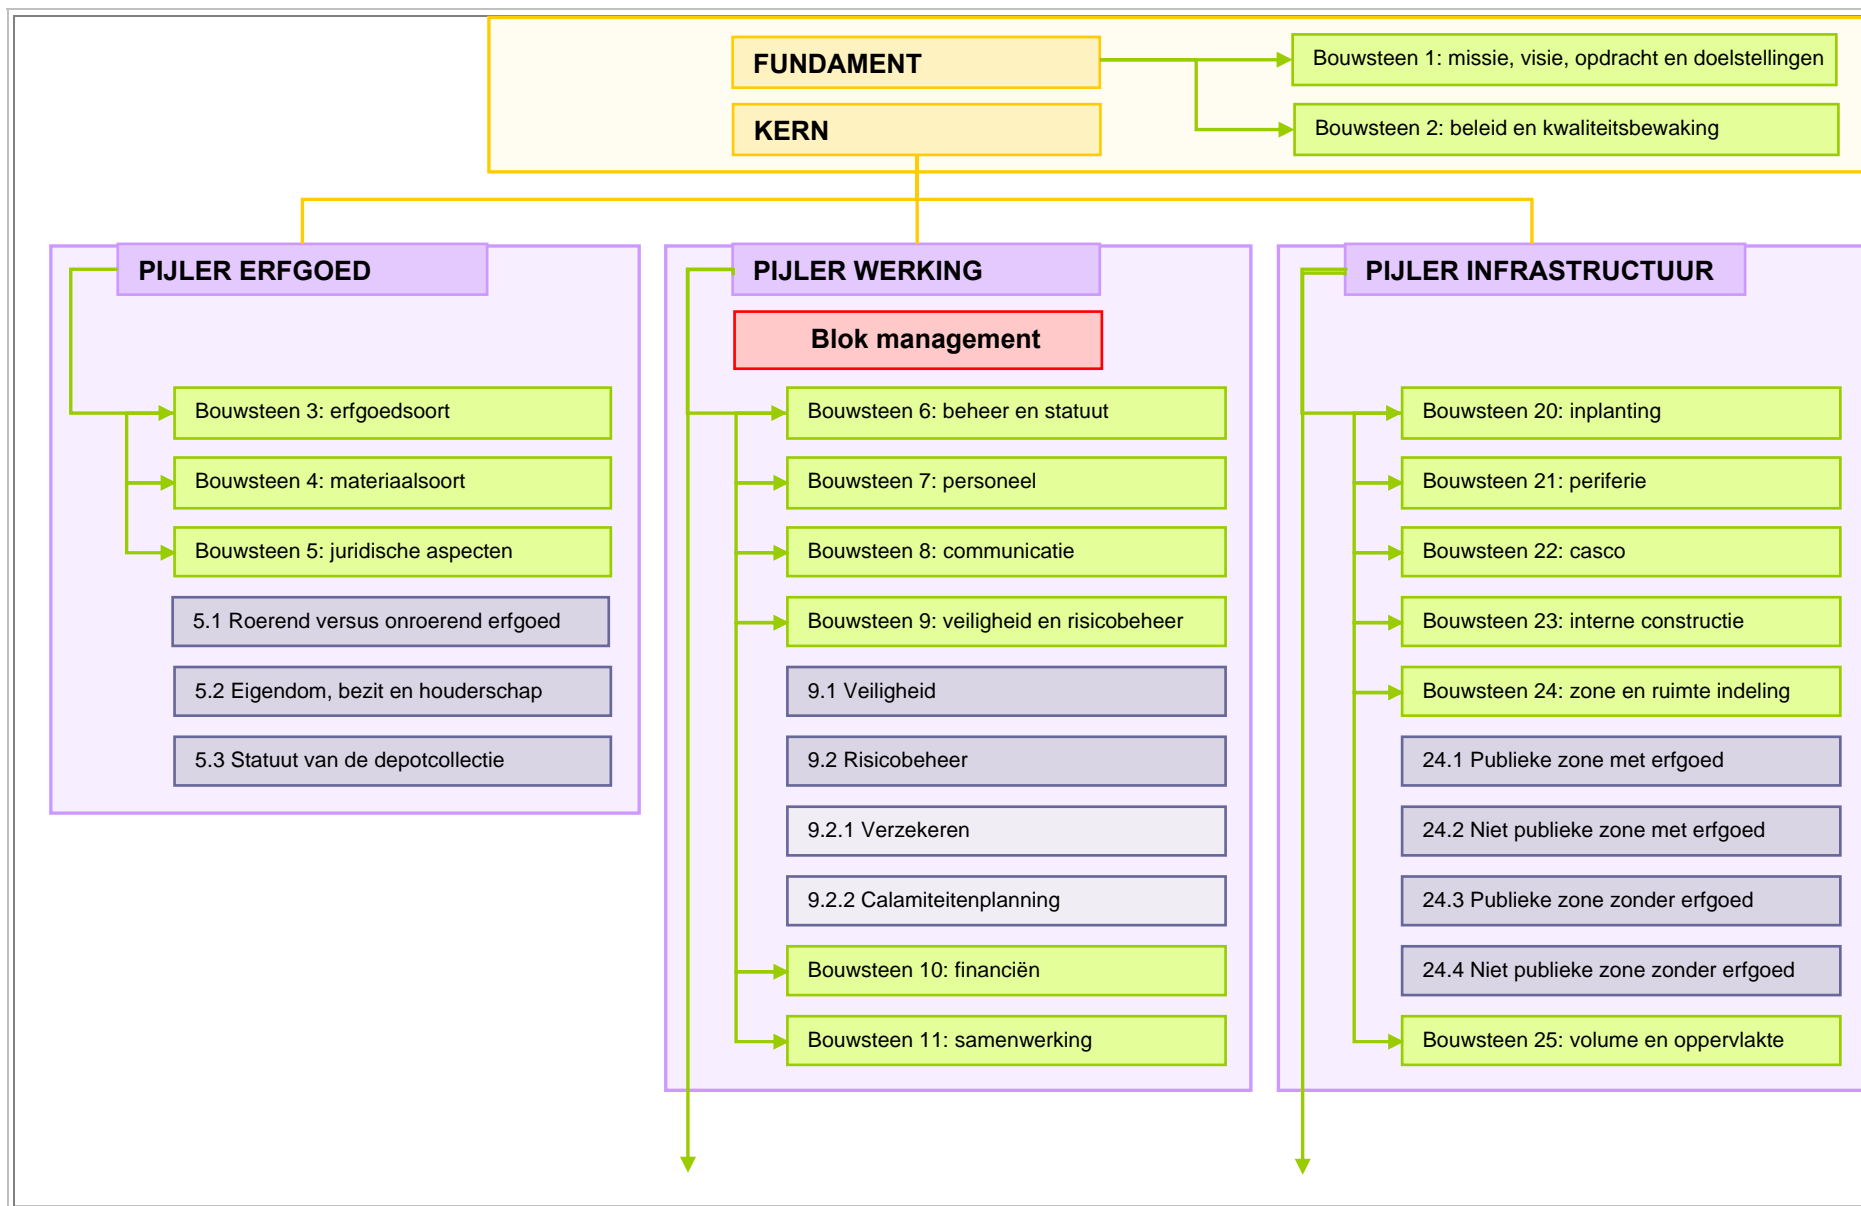 FUNDAMENT
Bouwsteen 1: missie, visie, opdracht en doelstellingen
KERN
Bouwsteen 2: beleid en kwaliteitsbewaking
PIJLER ERFGOED
Bouwsteen 3: erfgoedsoort
Bouwsteen 4: materiaalsoort
Bouwsteen 5: juridische aspecten
5.1 Roerend versus onroerend erfgoed
5.2 Eigendom, bezit en houderschap
5.3 Statuut van de depotcollectie
PIJLER WERKING
Blok management
Bouwsteen 6: beheer en statuut
Bouwsteen 7: personeel
Bouwsteen 8: communicatie
Bouwsteen 9: veiligheid en risicobeheer
9.1 Veiligheid
9.2 Risicobeheer
9.2.1 Verzekeren
9.2.2 Calamiteitenplanning
Bouwsteen 10: financiën
Bouwsteen 11: samenwerking
PIJLER INFRASTRUCTUUR
Bouwsteen 20: inplanting
Bouwsteen 21: periferie
Bouwsteen 22: casco
Bouwsteen 23: interne constructie
Bouwsteen 24: zone en ruimte indeling
24.1 Publieke zone met erfgoed
24.2 Niet publieke zone met erfgoed
24.3 Publieke zone zonder erfgoed
24.4 Niet publieke zone zonder erfgoed
Bouwsteen 25: volume en oppervlakte